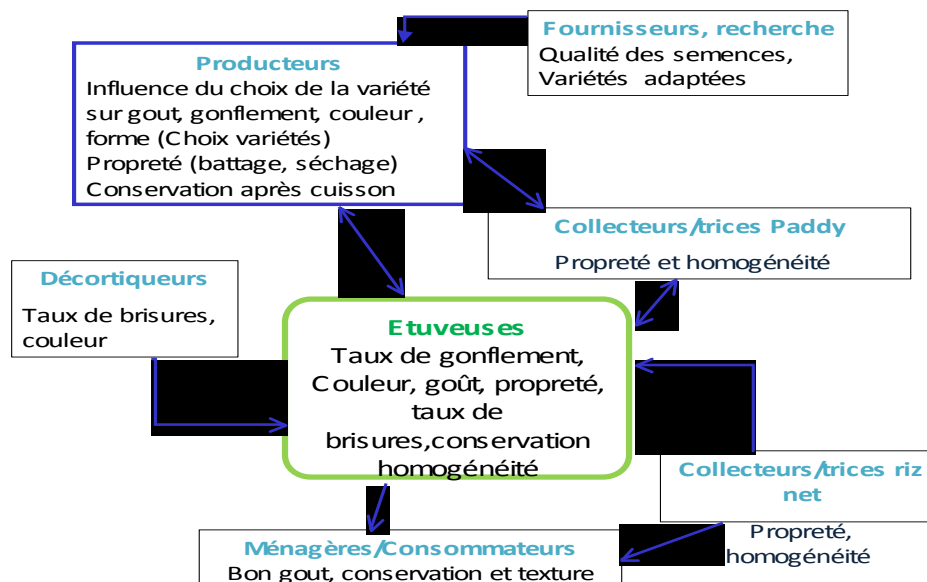 Fournisseurs, recherche
Qualité des semences,
Variétés adaptées
Producteurs
Influence du choix de la variété
sur gout, gonflement, couleur ,
forme (Choix variétés)
Propreté (battage, séchage)
Conservation après cuisson
Collecteurs/trices Paddy
Propreté et homogénéité
Décortiqueurs
Taux de brisures,
couleur
Etuveuses
Taux de gonflement,
Couleur, goût, propreté,
taux de
brisures,conservation
homogénéité
Collecteurs/trices riz
net
Propreté,
homogénéité
Ménagères/Consommateurs
Bon gout, conservation et texture